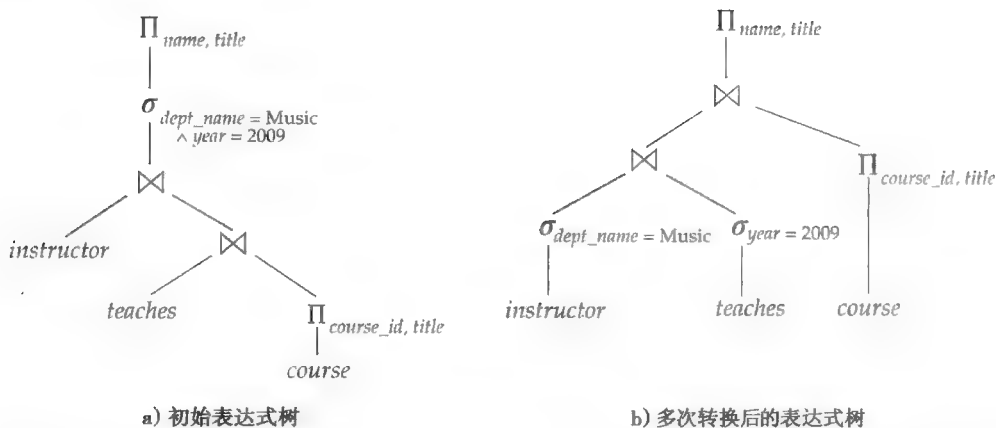 ∏ name, title
σ dept_name = Music
∧ year = 2009
⋈
instructor
⋈
teaches
∏ course_id, title
course
a) 初始表达式树
∏ name, title
⋈
⋈
∏ course_id, title
σ dept_name = Music
σ year = 2009
instructor
teaches
course
b) 多次转换后的表达式树